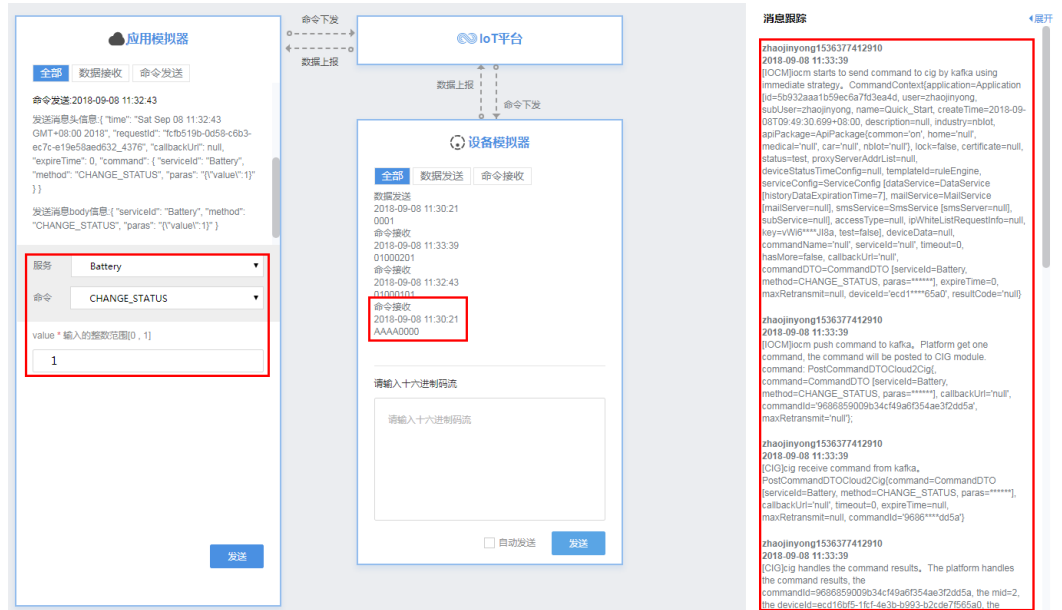 应用模拟器
全部 数据接收 命令发送
命令发送:2018-09-08 11:32:43
发送消息头信息:{ "time": "Sat Sep 08 11:32:43
GMT+08:00 2018", "requestId": "fcfb519b-0d58-c6b3-
ec7c-e19e58aed632_4376", "callbackUrl": null,
"expireTime": 0, "command": { "serviceId": "Battery",
"method": "CHANGE_STATUS", "paras": "{\"value\":1}"
} }
发送消息body信息:{ "serviceId": "Battery", "method":
"CHANGE_STATUS", "paras": "{\"value\":1}" }
服务 Battery
命令 CHANGE_STATUS
value * 输入的整数范围[0 , 1]
1
发送
命令下发
数据上报
IoT平台
数据上报
命令下发
设备模拟器
全部 数据发送 命令接收
数据发送
2018-09-08 11:30:21
0001
命令接收
2018-09-08 11:33:39
01000201
命令接收
2018-09-08 11:32:43
01000101
命令接收
2018-09-08 11:30:21
AAAA0000
请输入十六进制码流
请输入十六进制码流
自动发送 发送
消息跟踪 展开
zhaojinyong1536377412910
2018-09-08 11:33:39
[IOCM]iocm starts to send command to cig by kafka using
immediate strategy。CommandContext[application=Application
[id=5b932aaa1b59ec6a7fd3ea4d, user=zhaojinyong,
subUser=zhaojinyong, name=Quick_Start, createTime=2018-09-
08T09:49:30.699+08:00, description=null, industry=nblot,
apiPackage=ApiPackage{common='on', home='null',
medical='null', car='null', nblot='null'}, lock=false, certificate=null,
status=test, proxyServerAddrList=null,
deviceStatusTimeConfig=null, templateId=ruleEngine,
serviceConfig=ServiceConfig [dataService=DataService
[historyDataExpirationTime=7], mailService=MailService
[mailServer=null], smsService=SmsService [smsServer=null],
subService=null], accessType=null, ipWhiteListRequestInfo=null,
key=vWi6****JI8a, test=false], deviceData=null,
commandName='null', serviceId='null', timeout=0,
hasMore=false, callbackUrl='null',
commandDTO=CommandDTO [serviceId=Battery,
method=CHANGE_STATUS, paras=******], expireTime=0,
maxRetransmit=null, deviceId='ecd1****65a0', resultCode='null}
zhaojinyong1536377412910
2018-09-08 11:33:39
[IOCM]iocm push command to kafka。Platform get one
command, the command will be posted to CIG module.
command: PostCommandDTOCloud2Cig{,
command=CommandDTO [serviceId=Battery,
method=CHANGE_STATUS, paras=******], callbackUrl='null',
commandId='9686859009b34cf49a6f354ae3f2dd5a',
maxRetransmit='null'};
zhaojinyong1536377412910
2018-09-08 11:33:39
[CIG]cig receive command from kafka。
PostCommandDTOCloud2Cig{command=CommandDTO
[serviceId=Battery, method=CHANGE_STATUS, paras=******],
callbackUrl='null', timeout=0, expireTime=null,
maxRetransmit=null, commandId='9686****dd5a'}
zhaojinyong1536377412910
2018-09-08 11:33:39
[CIG]cig handles the command results。The platform handles
the command results, the
commandId=9686859009b34cf49a6f354ae3f2dd5a, the mid=2,
the deviceId=ecd16bf5-1fcf-4e3b-b993-b2cde7f565a0, the